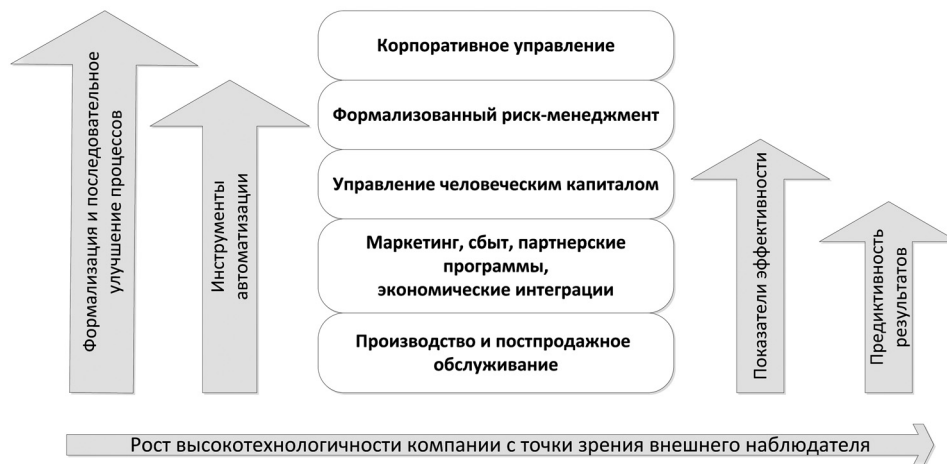 Формализация и последовательное
улучшение процессов
Инструменты
автоматизации
Корпоративное управление
Формализованный риск-менеджмент
Управление человеческим капиталом
Маркетинг, сбыт, партнерские
программы,
экономические интеграции
Производство и постпродажное
обслуживание
Показатели эффективности
Предиктивность
результатов
Рост высокотехнологичности компании с точки зрения внешнего наблюдателя